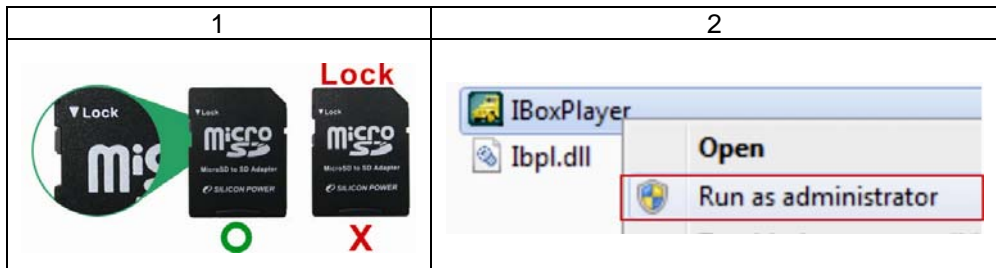 1
2
Lock
▼Lock
Mic
▼Lock
micro
SD
MicroSD to SD Adapter
SILICON POWER
O
▼Lock
micro
SD
MicroSD to SD Adapter
SILICON POWER
X
IBoxPlayer
Ibpl.dll
Open
Run as administrator